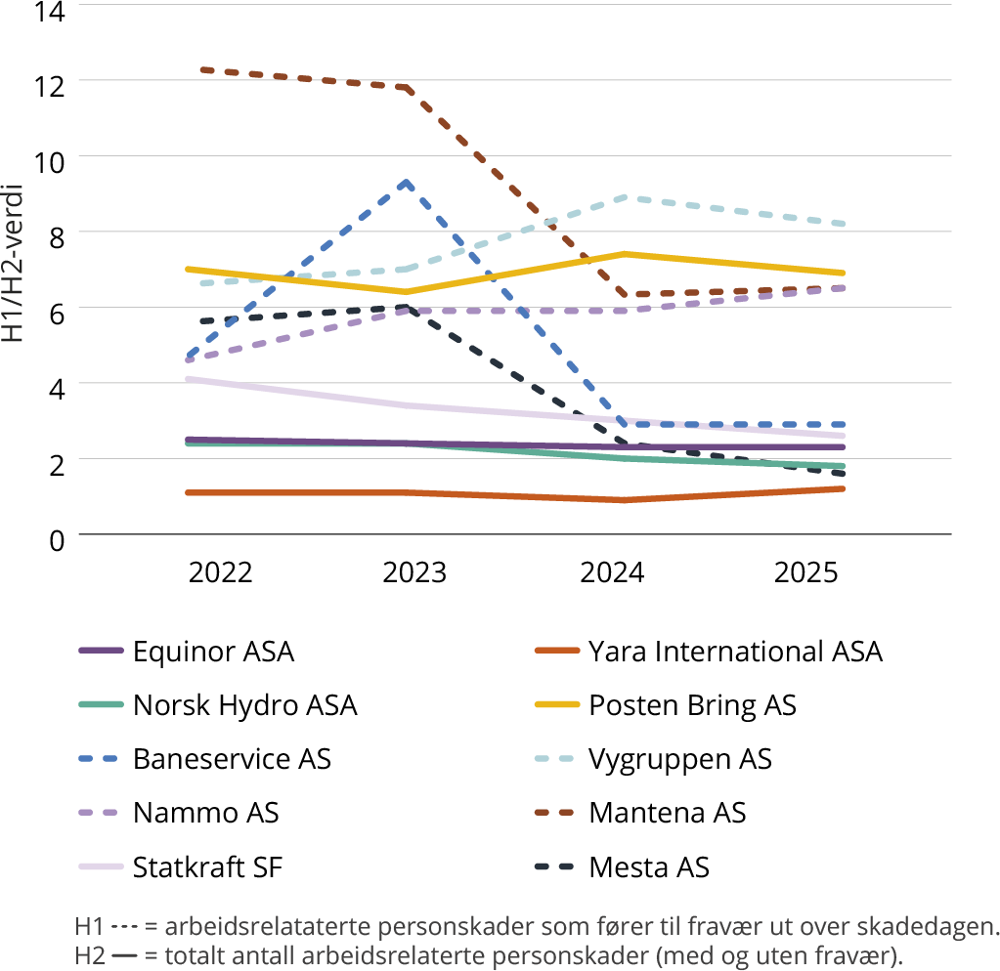 14
12
10
8
6
4
2
0
H1/H2-verdi
2022 2023 2024 2025
Equinor ASA Yara International ASA
Norsk Hydro ASA Posten Bring AS
Baneservice AS Vygruppen AS
Nammo AS Mantena AS
Statkraft SF Mesta AS
H1 --- = arbeidsrelataterte personskader som fører til fravær ut over skadedagen.
H2 — = totalt antall arbeidsrelaterte personskader (med og uten fravær).